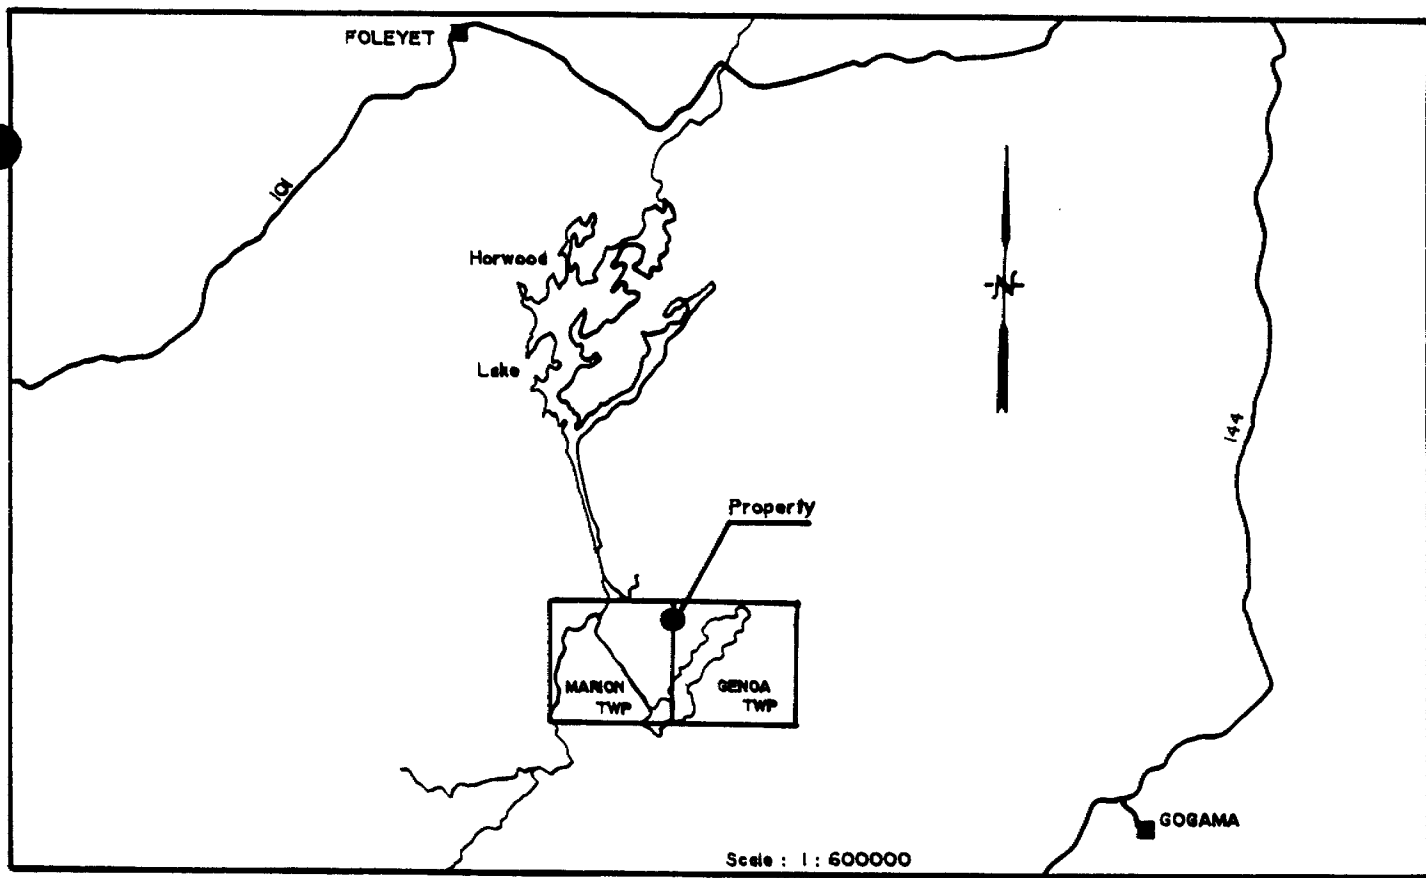 FOLEYET
101
Horwood
N
Lake
144
Property
MARION
TWP
GENOA
TWP
GOGAMA
Scale : 1 : 600000